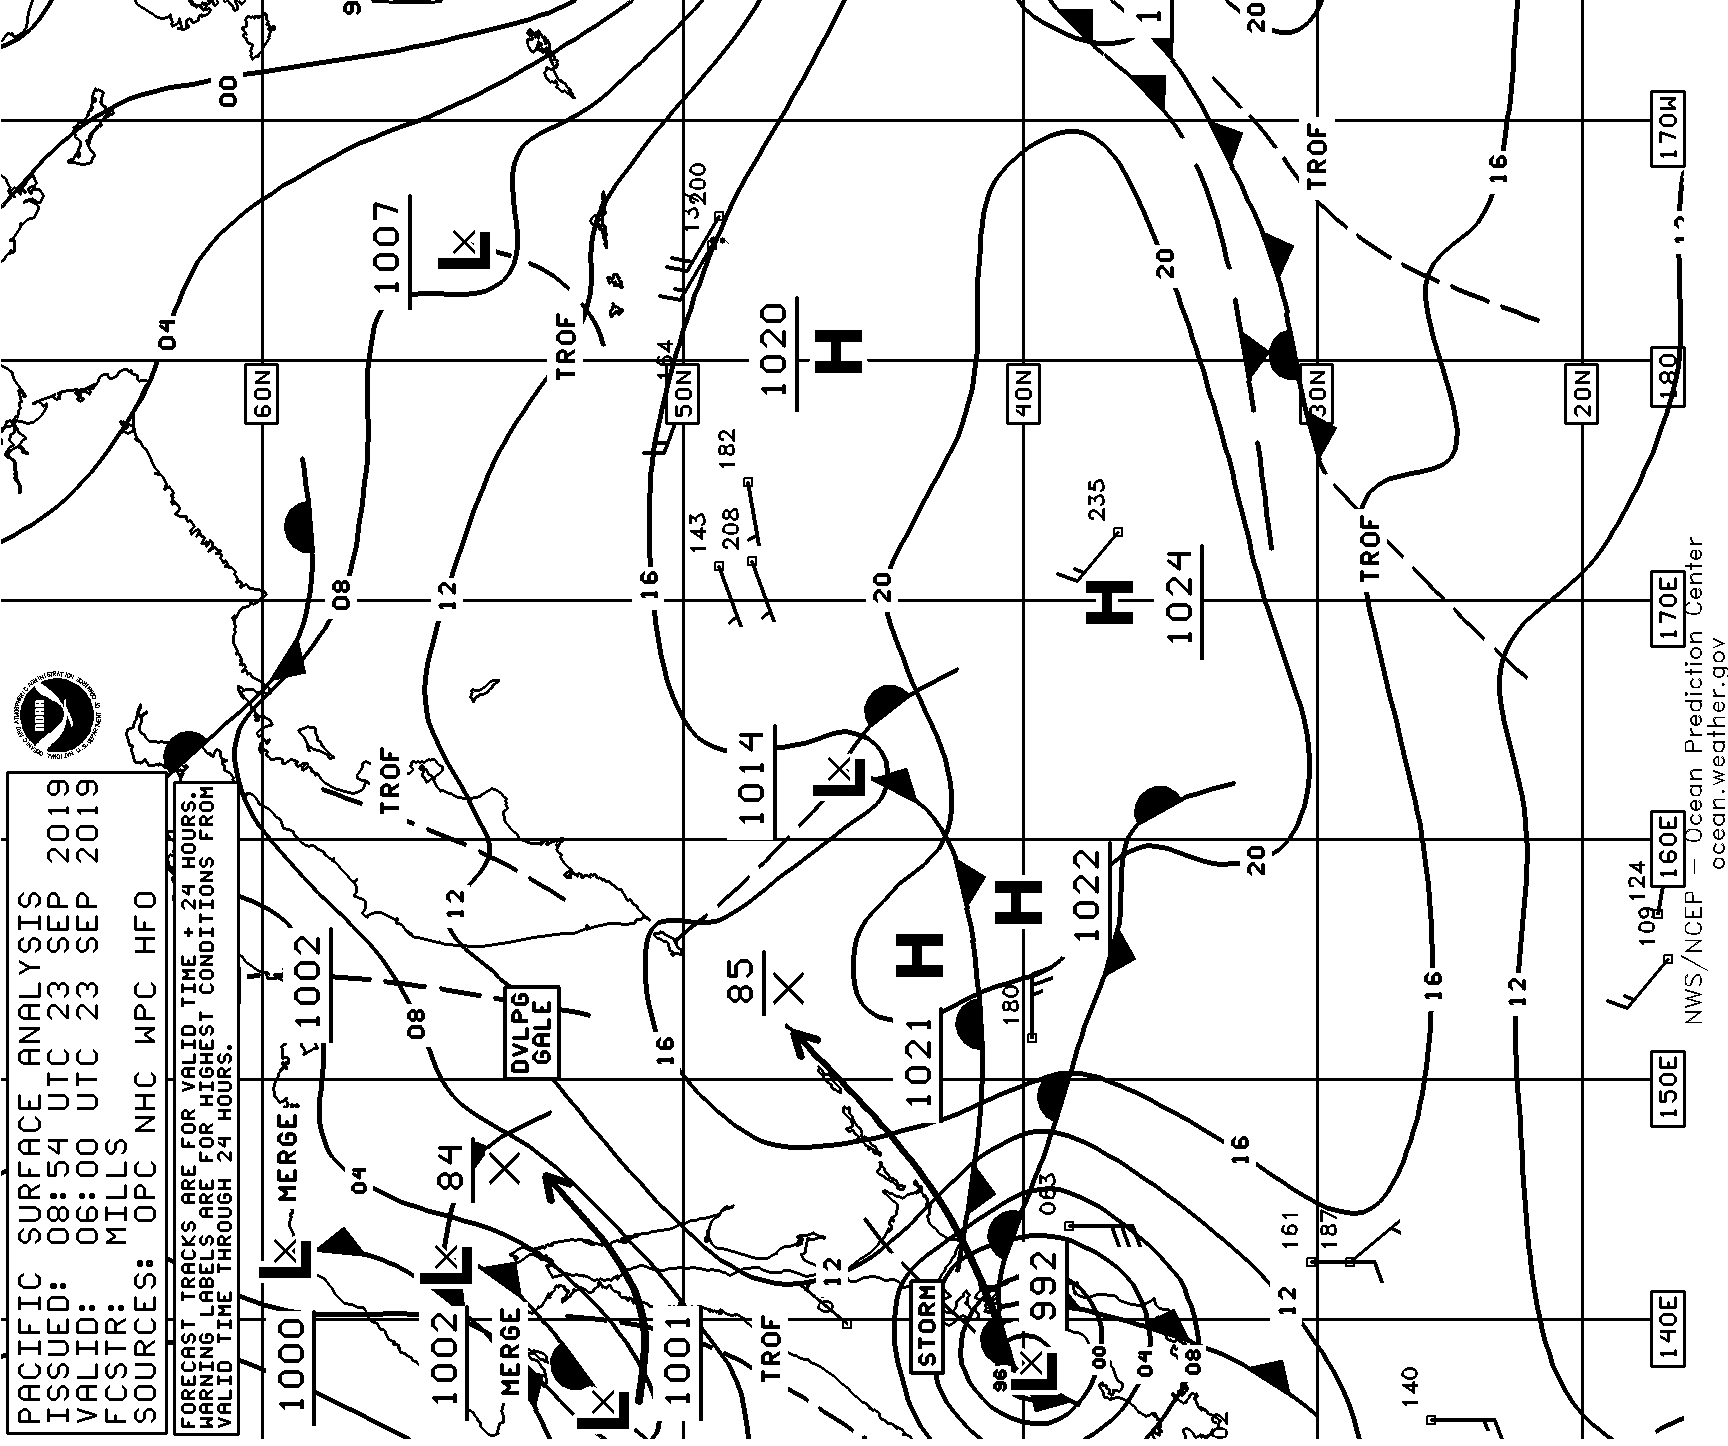 PACIFIC SURFACE ANALYSIS
ISSUED: 08:54 UTC 23 SEP 2019
VALID: 06:00 UTC 23 SEP 2019
FCSTR: MILLS
SOURCES: OPC NHC WPC HFO
FORECAST TRACKS ARE FOR VALID TIME + 24 HOURS.
WARNING LABELS ARE FOR HIGHEST CONDITIONS FROM
VALID TIME THROUGH 24 HOURS.
1000
L
MERGE
1002
1002
L
84
MERGE
L
1001
TROF
DVLPG
GALE
TROF
85
STORM
992
L
96
00
04
08
12
063
1021
H
H
1022
180
1014
L
H
1024
235
1020
H
1007
L
TROF
TROF
TROF
143
208
182
164
200
161
187
140
109
124
00
04
08
12
16
20
04
08
12
16
12
16
20
20
16
12
16
20
60N
50N
40N
30N
20N
170W
180
170E
160E
150E
140E
NOAA
NWS/NCEP – Ocean Prediction Center
ocean.weather.gov